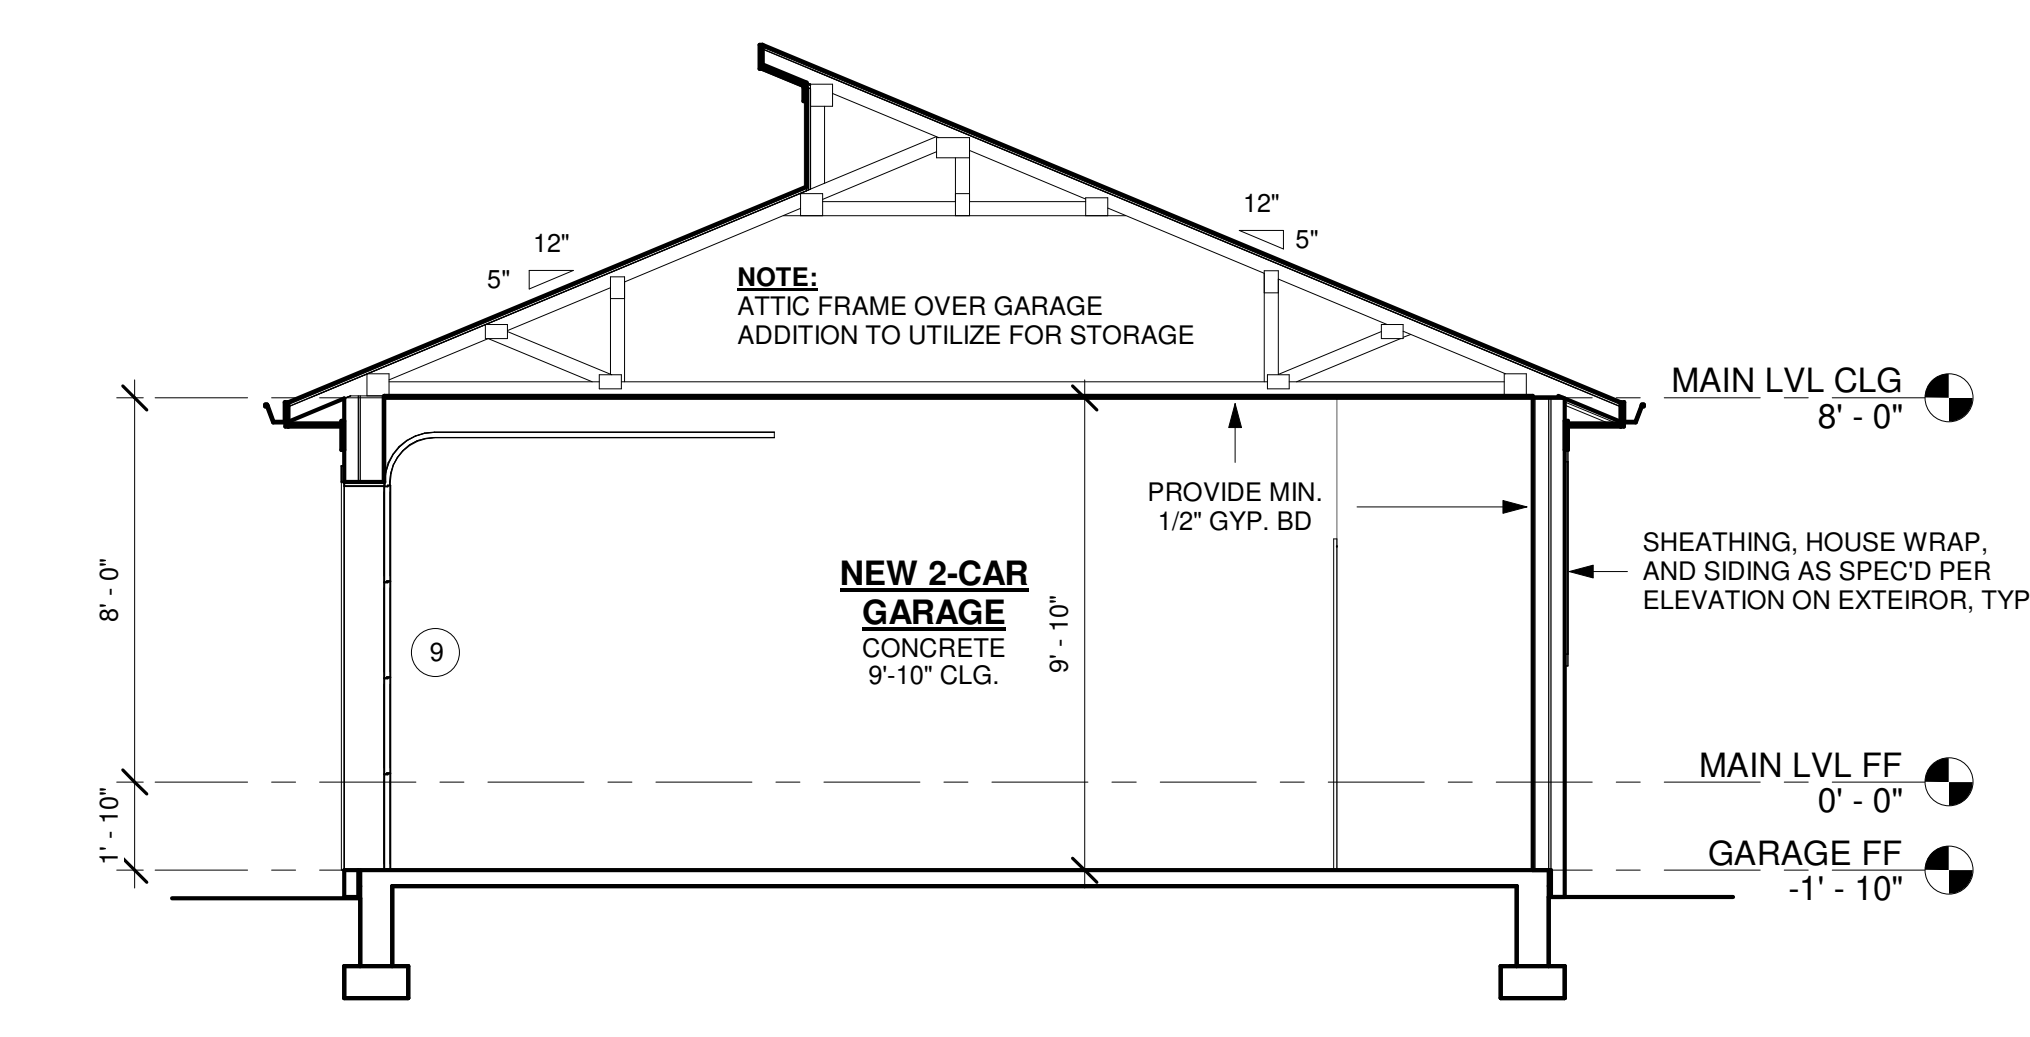 12"
5"
12"
5"
NOTE:
ATTIC FRAME OVER GARAGE
ADDITION TO UTILIZE FOR STORAGE
MAIN LVL CLG
8' - 0"
PROVIDE MIN.
1/2" GYP. BD
SHEATHING, HOUSE WRAP,
AND SIDING AS SPEC'D PER
ELEVATION ON EXTEIROR, TYP
8' - 0"
NEW 2-CAR
GARAGE
CONCRETE
9'-10" CLG.
9' - 10"
9
MAIN LVL FF
0' - 0"
1' - 10"
GARAGE FF
-1' - 10"